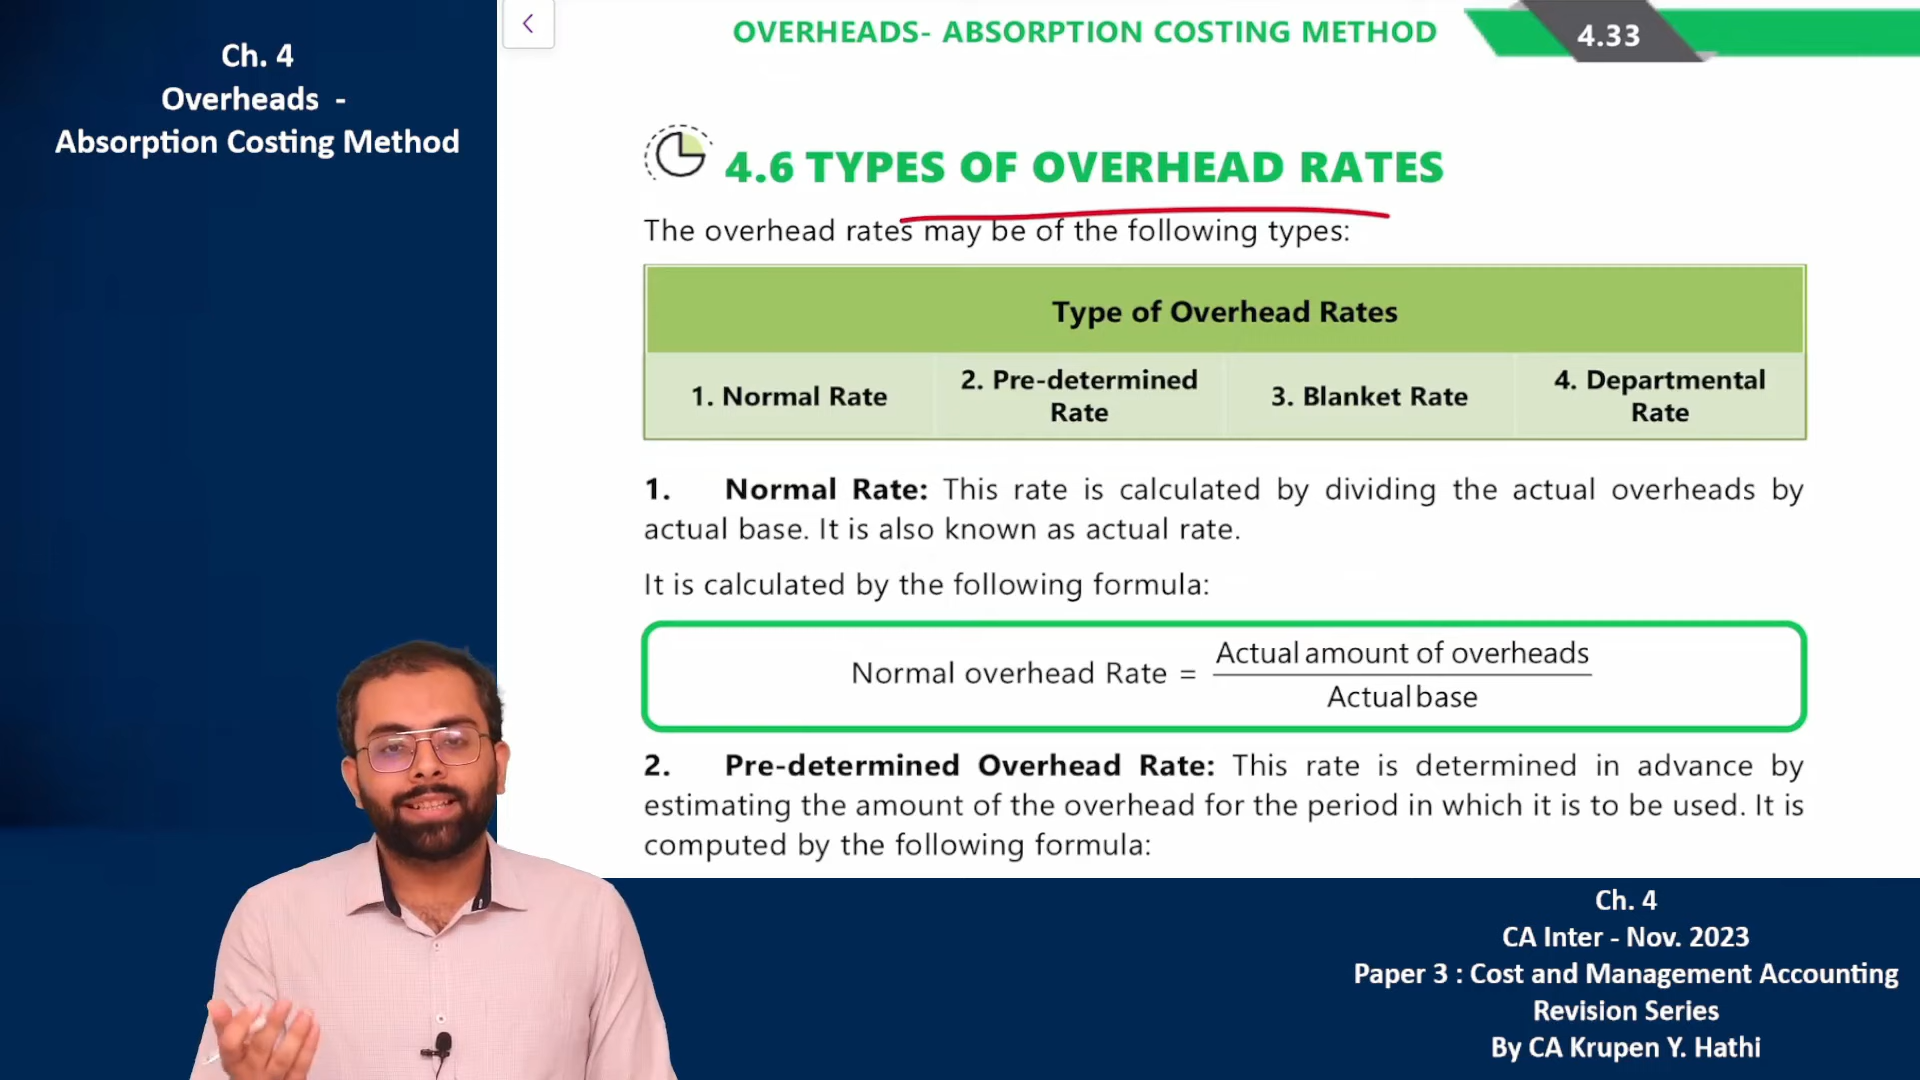 Ch. 4
Overheads -
Absorption Costing Method
OVERHEADS- ABSORPTION COSTING METHOD
4.33
4.6 TYPES OF OVERHEAD RATES
The overhead rates may be of the following types:
Type of Overhead Rates
1. Normal Rate
2. Pre-determined
Rate
3. Blanket Rate
4. Departmental
Rate
1. Normal Rate: This rate is calculated by dividing the actual overheads by
actual base. It is also known as actual rate.
It is calculated by the following formula:
Normal overhead Rate = Actual amount of overheads
Actual base
2. Pre-determined Overhead Rate: This rate is determined in advance by
estimating the amount of the overhead for the period in which it is to be used. It is
computed by the following formula:
Ch. 4
CA Inter - Nov. 2023
Paper 3 : Cost and Management Accounting
Revision Series
By CA Krupen Y. Hathi